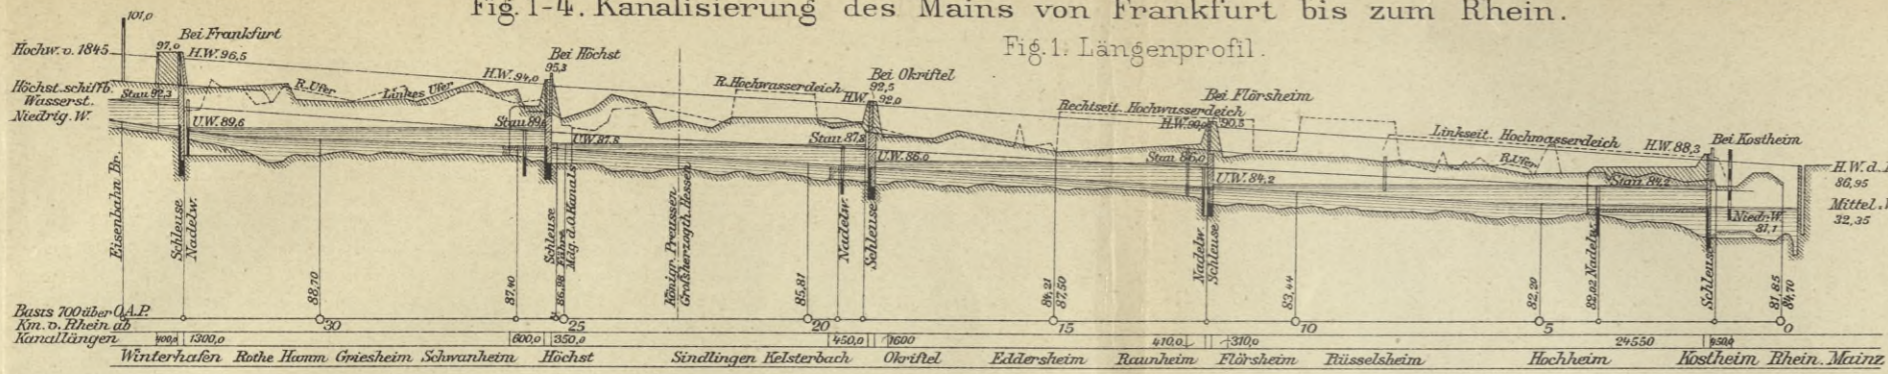 Fig. 1-4. Kanalisierung des Mains von Frankfurt bis zum Rhein.
Fig. 1. Längenprofil.
101,0
Hochw. v. 1845
97,0
Bei Frankfurt
H.W. 96,5
Höchst. schiffb.
Wasserst.
Niedrig. W.
Stau 92,3
U.W. 89,6
R. Ufer
Linkes Ufer
H.W. 94,0
Bei Höchst
95,3
Stau 89,6
U.W. 87,8
R. Hochwasserdeich
H.W. 92,0
Bei Okriftel
92,5
Stau 87,8
U.W. 86,0
Rechtseit. Hochwasserdeich
Bei Flörsheim
90,5
Stau 86,0
U.W. 84,2
Linkseit. Hochwasserdeich
R. Ufer
H.W. 88,3
Bei Kostheim
Stau 84,2
Niedr. W.
81,1
H.W. d.
86,95
Mittel.
32,35
Eisenbahn Br.
Schleuse
Nadelw.
88,70
87,40
Schleuse
86,98 Fähre
Mdg. d. O. Kanals
Königr. Preussen
Großherzogth. Hessen
85,81
Nadelw.
Schleuse
84,21
87,50
Nadelw.
Schleuse
83,44
82,20
82,02 Nadelw.
Schleuse
81,85
84,70
Basis 700 über O.A.P.
Km. v. Rhein ab
30 25 20 15 10 5 0
Kanallängen
400,0 1300,0 600,0 350,0 450,0 1600 410,0 310,0 24550
Winterhafen Rothe Hamm Griesheim Schwanheim Höchst Sindlingen Kelsterbach Okriftel Eddersheim Raunheim Flörsheim Rüsselsheim Hochheim Kostheim Rhein. Mainz